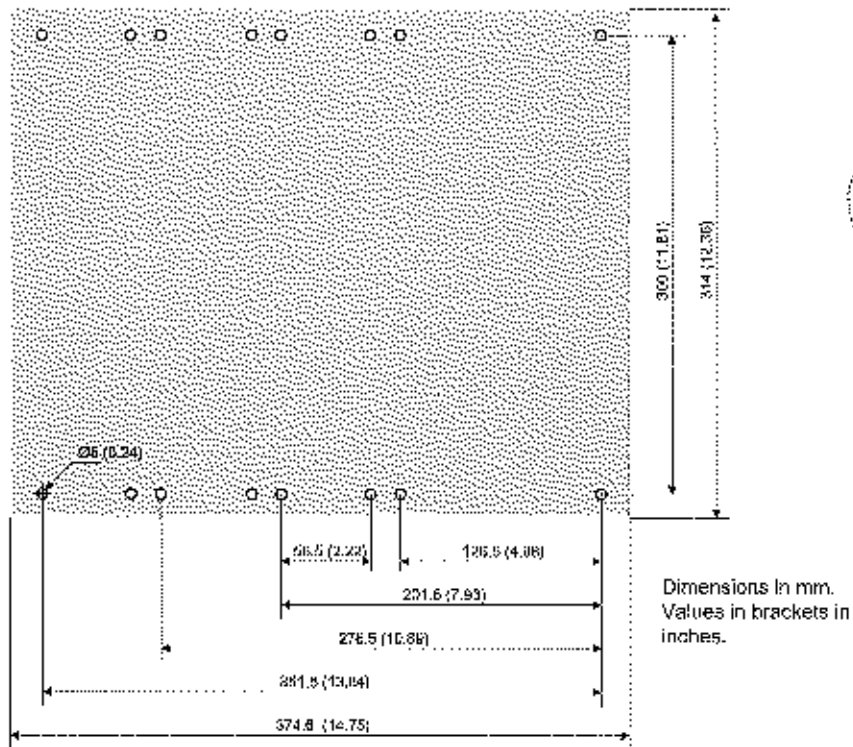 300 (11.81)
314 (12.36)
Ø6 (0.24)
56.5 (2.22)
126.5 (4.98)
201.5 (7.93)
276.5 (10.89)
351.5 (13.84)
374.6 (14.75)
Dimensions in mm.
Values in brackets in
inches.